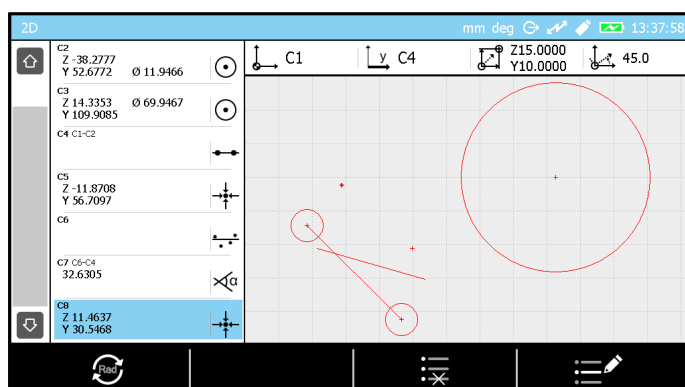 2D mm deg 13:37:58
C1 C4 Z15.0000 Y10.0000 45.0
C2
Z -38.2777
Y 52.6772 Ø 11.9466
C3
Z 14.3353 Ø 69.9467
Y 109.9085
C4 C1-C2
C5
Z -11.8708
Y 56.7097
C6
C7 C6-C4
32.6305
α
C8
Z 11.4637
Y 30.5468
Rad